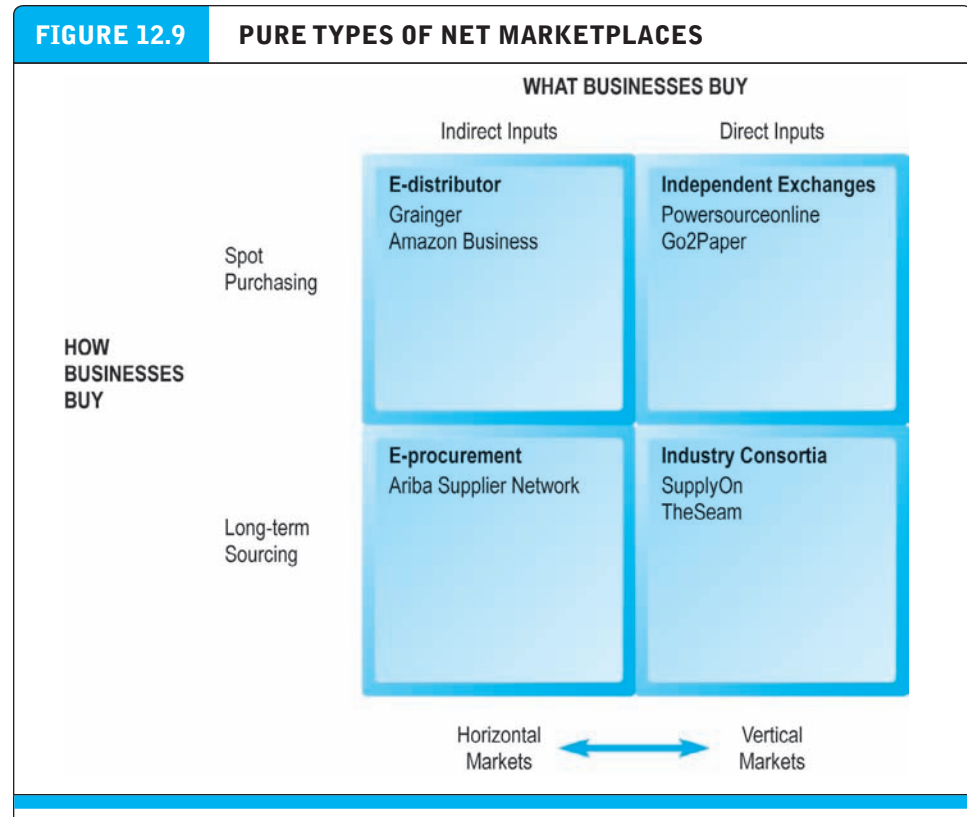 FIGURE 12.9 PURE TYPES OF NET MARKETPLACES
WHAT BUSINESSES BUY
Indirect Inputs Direct Inputs
E-distributor
Grainger
Amazon Business
Independent Exchanges
Powersourceonline
Go2Paper
Spot
Purchasing
HOW
BUSINESSES
BUY
E-procurement
Ariba Supplier Network
Industry Consortia
SupplyOn
TheSeam
Long-term
Sourcing
Horizontal
Markets
Vertical
Markets